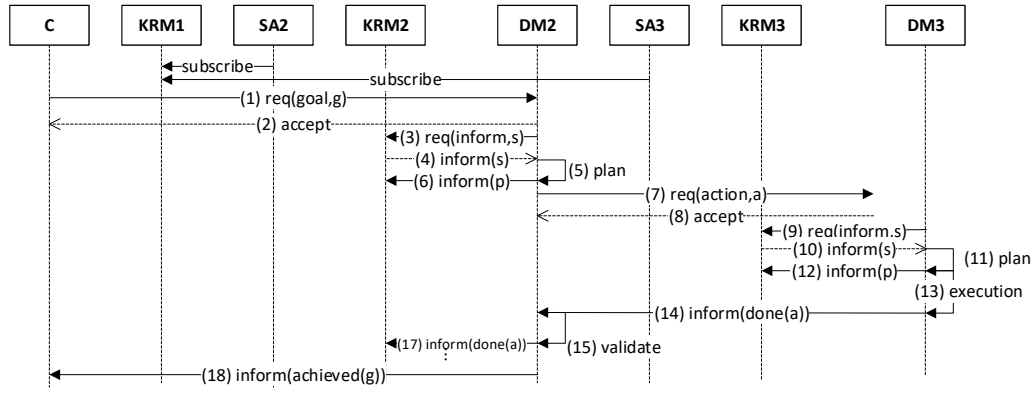 C KRM1 SA2 KRM2 DM2 SA3 KRM3 DM3
subscribe
subscribe
(1) req(goal,g)
(2) accept
(3) req(inform,s)
(4) inform(s)
(5) plan
(6) inform(p)
(7) req(action,a)
(8) accept
(9) req(inform.s)
(10) inform(s)
(11) plan
(12) inform(p)
(13) execution
(14) inform(done(a))
(15) validate
(17) inform(done(a))
⋮
(18) inform(achieved(g))